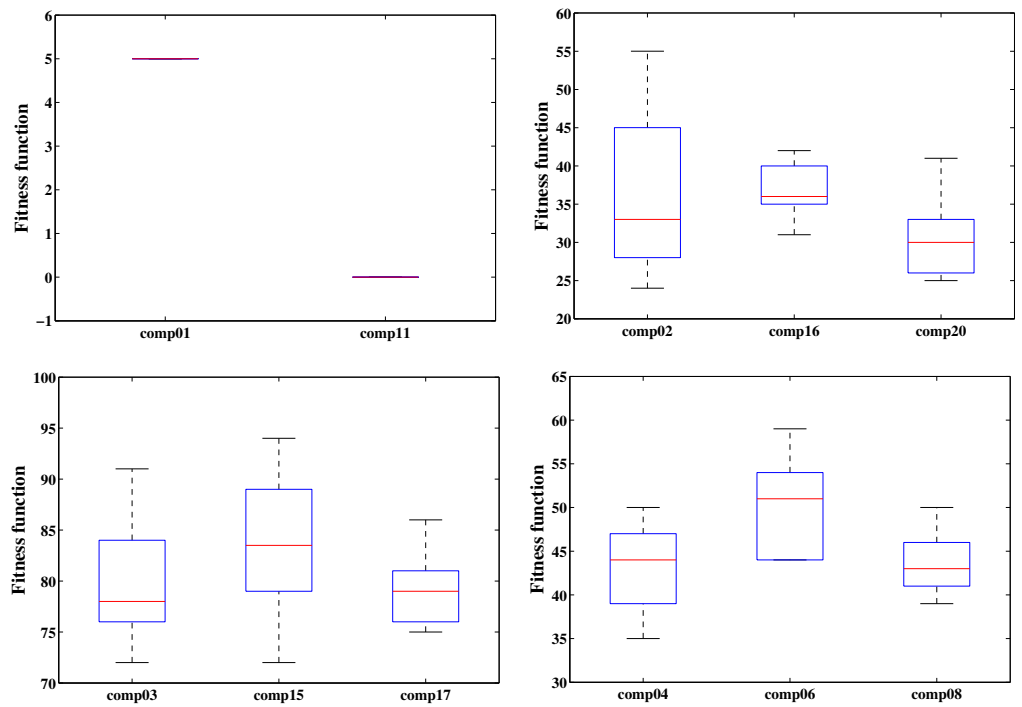 6
5
4
3
2
1
0
−1
Fitness function
comp01
comp11
60
55
50
45
40
35
30
25
20
Fitness function
comp02
comp16
comp20
100
95
90
85
80
75
70
Fitness function
comp03
comp15
comp17
65
60
55
50
45
40
35
30
Fitness function
comp04
comp06
comp08